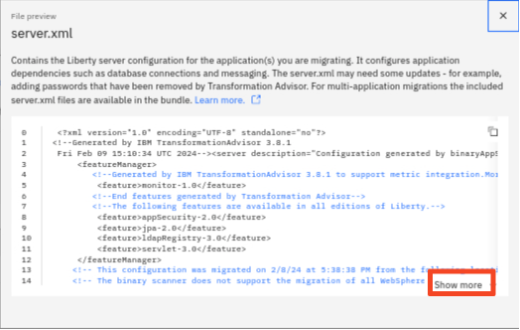 File preview
server.xml
Contains the Liberty server configuration for the application(s) you are migrating. It configures application
dependencies such as database connections and messaging. The server.xml may need some updates - for example,
adding passwords that have been removed by Transformation Advisor. For multi-application migrations the included
server.xml files are available in the bundle. Learn more.
0 <?xml version="1.0" encoding="UTF-8" standalone="no"?>
1 <!--Generated by IBM TransformationAdvisor 3.8.1
2 Fri Feb 09 15:10:34 UTC 2024--><server description="Configuration generated by binaryAppS
3 <featureManager>
4 <!--Generated by IBM TransformationAdvisor 3.8.1 to support metric integration.Mor
5 <feature>monitor-1.0</feature>
6 <!--End features generated by TransformationAdvisor-->
7 <!--The following features are available in all editions of Liberty.-->
8 <feature>appSecurity-2.0</feature>
9 <feature>jpa-2.0</feature>
10 <feature>ldapRegistry-3.0</feature>
11 <feature>servlet-3.0</feature>
12 </featureManager>
13 <!-- This configuration was migrated on 2/8/24 at 5:38:38 PM from the following
14 <!-- The binary scanner does not support the migration of all WebSphere
Show more